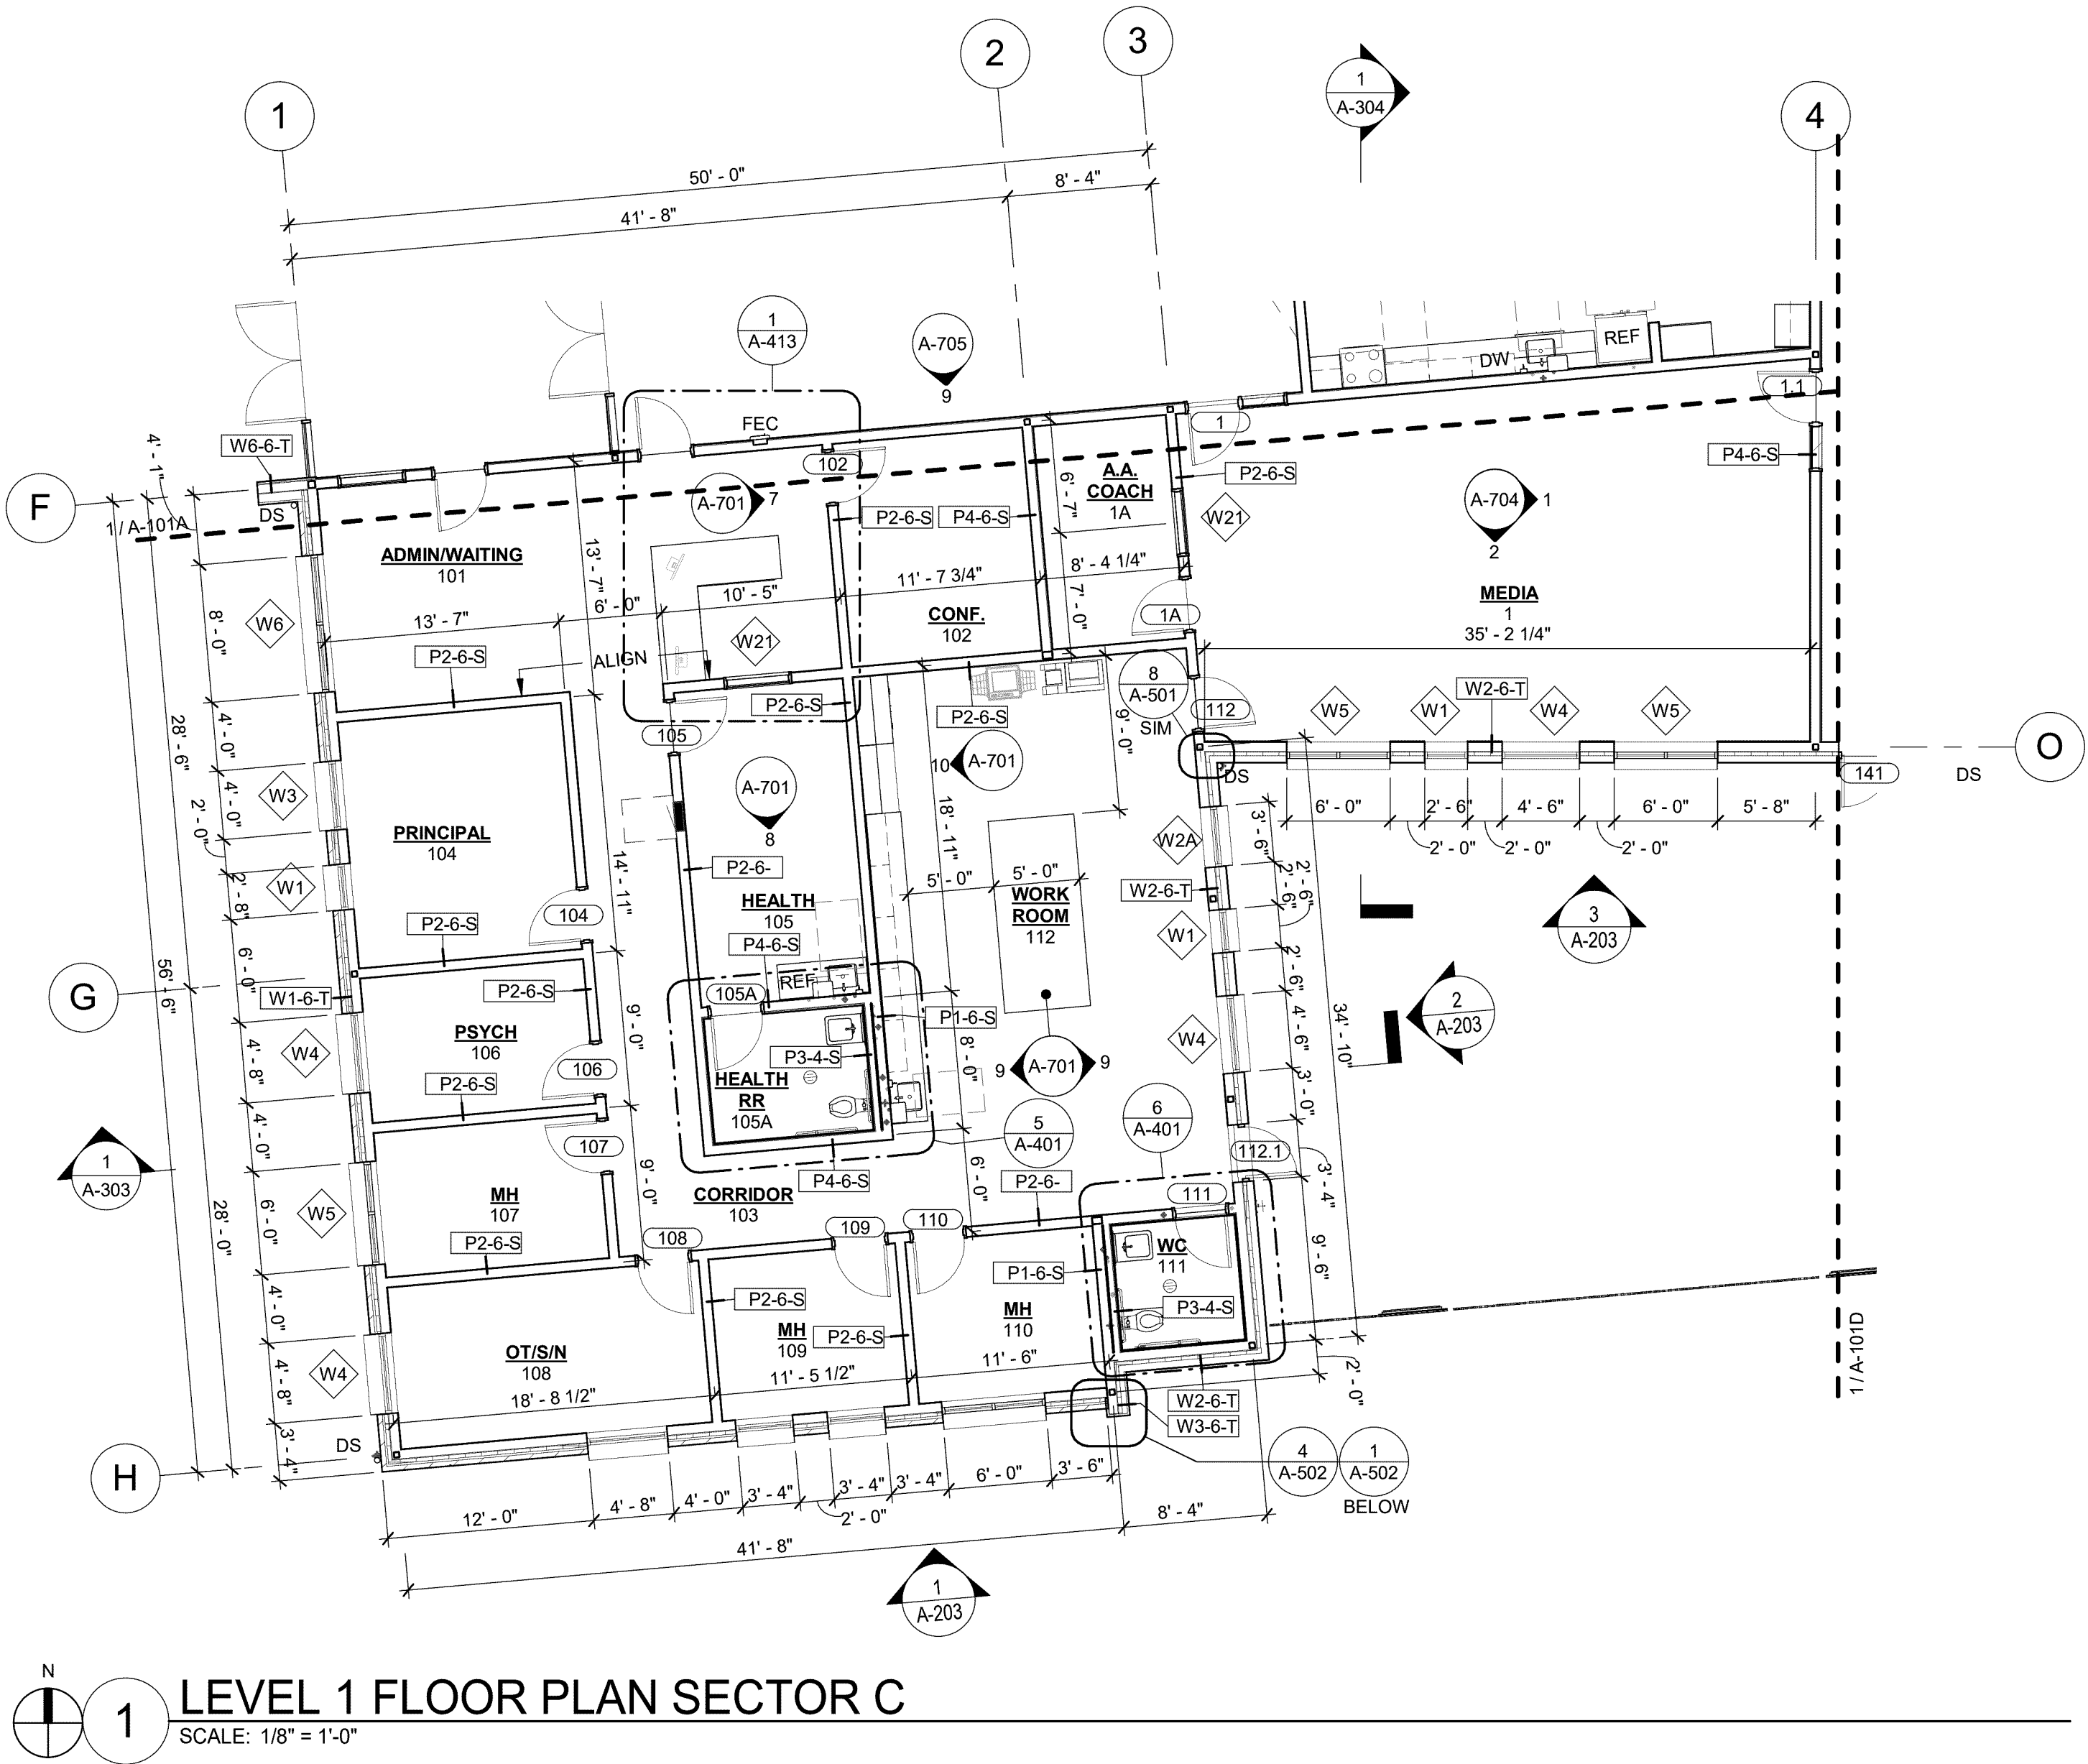 1
2
3
4
1
A-304
50' - 0"
8' - 4"
41' - 8"
1
A-413
A-705
9
REF
DW
1.1
FEC
1
W6-6-T
4' - 1"
F
102
A.A.
COACH
1A
P2-6-S
P4-6-S
A-704
1
2
1 / A-101A
DS
A-701
7
P2-6-S
P4-6-S
6' - 7"
W21
ADMIN/WAITING
101
13' - 7"
8' - 4 1/4"
11' - 7 3/4"
10' - 5"
6' - 0"
13' - 7"
7' - 0"
MEDIA
1
35' - 2 1/4"
W6
8' - 0"
CONF.
102
1A
W21
P2-6-S
ALIGN
8
A-501
SIM
P2-6-S
P2-6-S
W2-6-T
112
W5
W1
W4
W5
28' - 6"
4' - 0"
105
9' - 0"
O
10
A-701
DS
141
DS
W3
4' - 0"
2' - 0"
A-701
8
18' - 11"
3' - 6"
6' - 0"
2' - 6"
4' - 6"
6' - 0"
5' - 8"
PRINCIPAL
104
W2A
2' - 0"
2' - 0"
2' - 0"
14' - 11"
P2-6-
5' - 0"
5' - 0"
W1
2' - 8"
W2-6-T
2' - 6"
2' - 6"
HEALTH
105
WORK
ROOM
112
104
P2-6-S
P4-6-S
W1
3
A-203
56' - 6"
6' - 0"
2' - 6"
REF
G
W1-6-T
P2-6-S
105A
P1-6-S
4' - 6"
34' - 10"
2
A-203
PSYCH
106
9' - 0"
W4
4' - 8"
P3-4-S
8' - 0"
9
A-701
9
W4
106
P2-6-S
HEALTH
RR
105A
3' - 0"
6
A-401
5
A-401
4' - 0"
107
112.1
1
A-303
9' - 0"
P4-6-S
6' - 0"
P2-6-
3' - 4"
MH
107
CORRIDOR
103
111
W5
6' - 0"
28' - 0"
109
110
108
P2-6-S
WC
111
9' - 6"
P1-6-S
4' - 0"
P2-6-S
P3-4-S
MH
109
P2-6-S
MH
110
OT/S/N
108
W4
4' - 8"
18' - 8 1/2"
11' - 5 1/2"
11' - 6"
2' - 0"
1 / A-101D
W2-6-T
W3-6-T
DS
3' - 4"
H
4
A-502
1
A-502
BELOW
12' - 0"
4' - 8"
4' - 0"
3' - 4"
2' - 0"
3' - 4"
3' - 4"
6' - 0"
3' - 6"
8' - 4"
41' - 8"
1
A-203
N
1
LEVEL 1 FLOOR PLAN SECTOR C
SCALE: 1/8" = 1'-0"